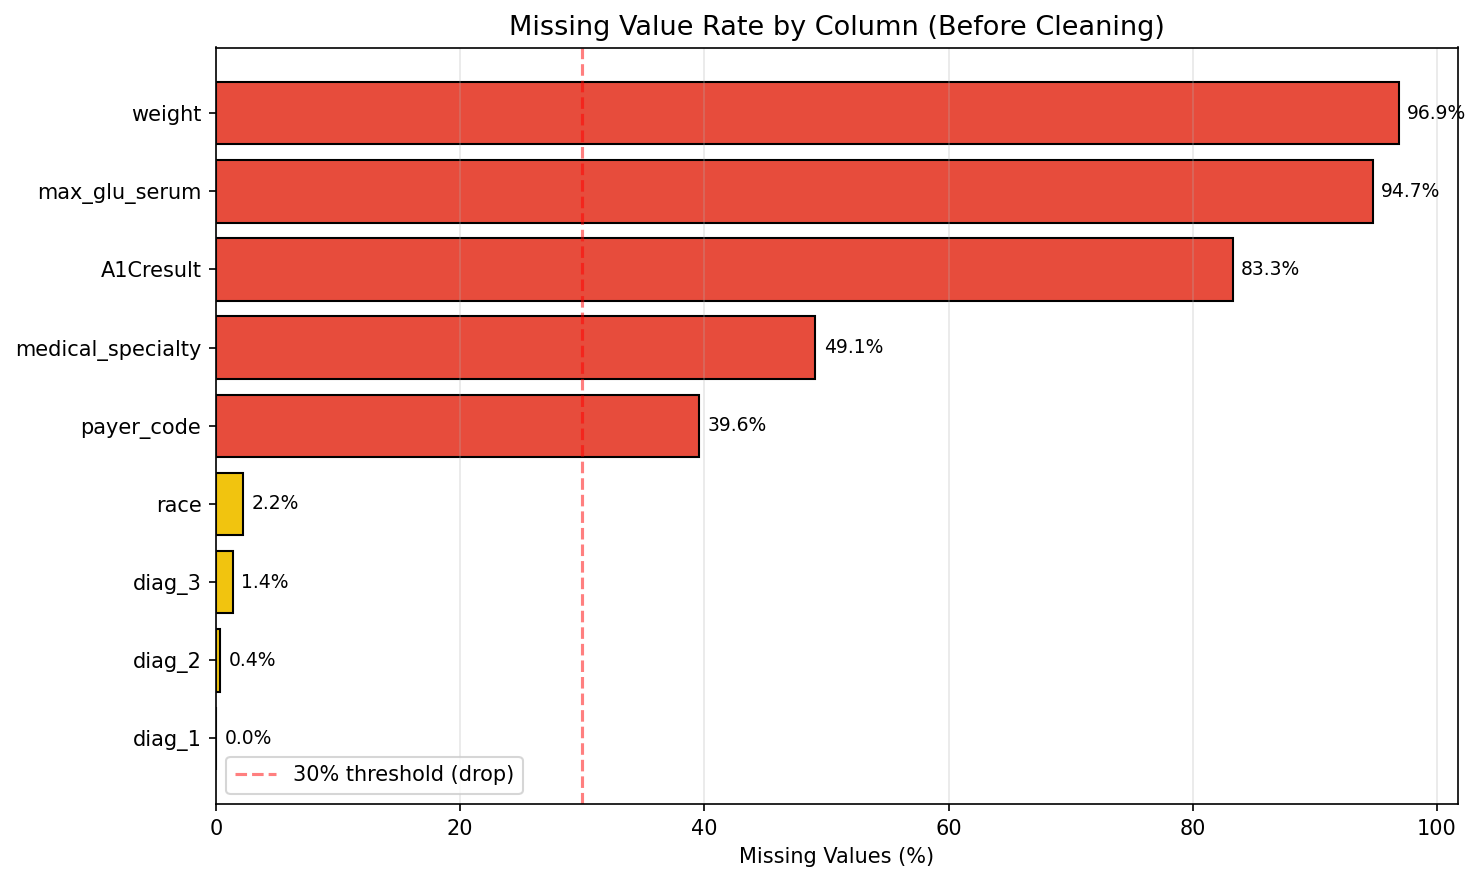 Missing Value Rate by Column (Before Cleaning)
weight 96.9%
max_glu_serum 94.7%
A1Cresult 83.3%
medical_specialty 49.1%
payer_code 39.6%
race 2.2%
diag_3 1.4%
diag_2 0.4%
diag_1 0.0%
30% threshold (drop)
0 20 40 60 80 100
Missing Values (%)